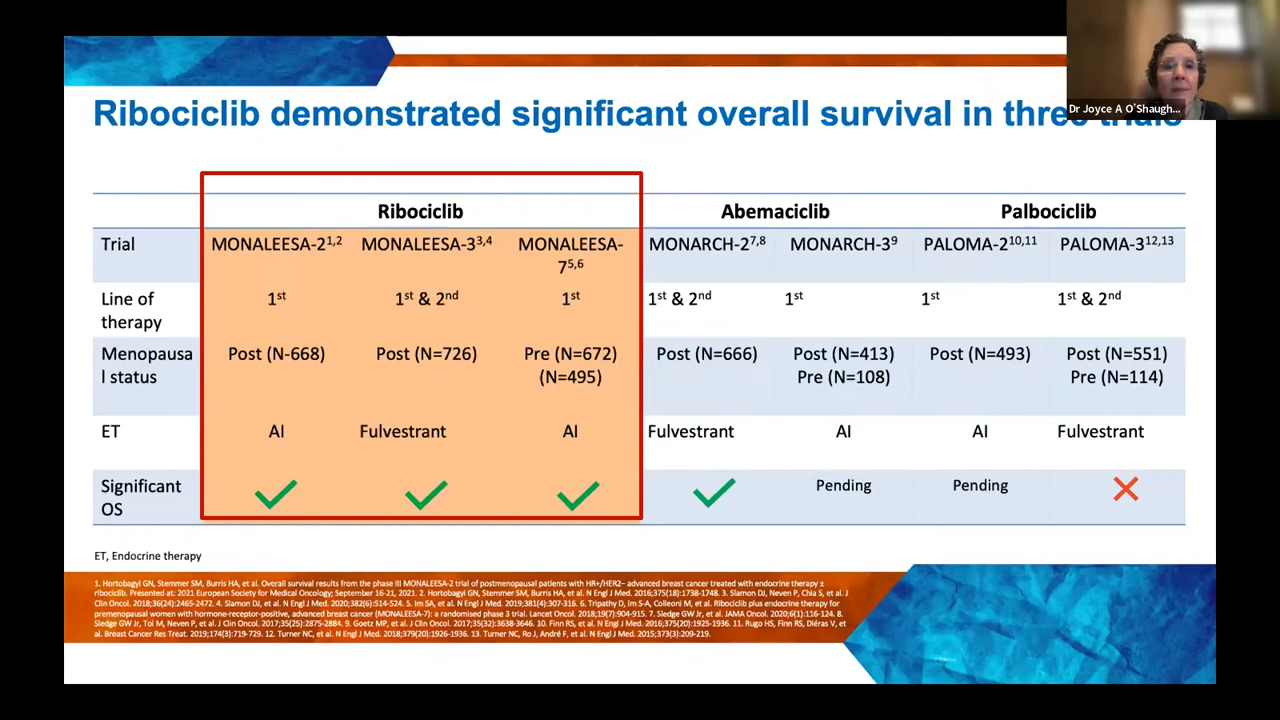 Dr Joyce A O'Shaugh...
Ribociclib demonstrated significant overall survival in three trials
Ribociclib Abemaciclib Palbociclib
Trial MONALEESA-2 1,2 MONALEESA-3 3,4 MONALEESA-7 5,6 MONARCH-2 7,8 MONARCH-3 9 PALOMA-2 10,11 PALOMA-3 12,13
Line of therapy 1st 1st & 2nd 1st 1st & 2nd 1st 1st 1st & 2nd
Menopausa
l status Post (N-668) Post (N=726) Pre (N=672) (N=495) Post (N=666) Post (N=413) Pre (N=108) Post (N=493) Post (N=551) Pre (N=114)
ET AI Fulvestrant AI Fulvestrant AI AI Fulvestrant
Significant OS Pending Pending
ET, Endocrine therapy
1. Hortobagyi GN, Stemmer SM, Burris HA, et al. Overall survival results from the phase III MONALEESA-2 trial of postmenopausal patients with HR+/HER2− advanced breast cancer treated with endocrine therapy ±
ribociclib. Presented at: 2021 European Society for Medical Oncology; September 16-21, 2021. 2. Hortobagyi GN, Stemmer SM, Burris HA, et al. N Engl J Med. 2016;375(18):1738-1748. 3. Slamon DJ, Neven P, Chia S, et al J
Clin Oncol. 2018;36(24):2465-2472. 4. Slamon DJ, et al. N Engl J Med. 2020;382(6):514-524. 5. Im SA, et al. N Engl J Med. 2019;381(4):307-316. 6. Tripathy D, Im S-A, Colleoni M, et al. Ribociclib plus endocrine therapy for
premenopausal women with hormone-receptor-positive, advanced breast cancer (MONALEESA-7): a randomised phase 3 trial. Lancet Oncol. 2018;19(7):904-915. 7. Sledge GW Jr, et al. JAMA Oncol. 2020;6(1):116-124. 8.
Sledge GW Jr, Toi M, Neven P, et al. J Clin Oncol. 2017;35(25):2875-2884. 9. Goetz MP, et al. J Clin Oncol. 2017;35(32):3638-3646. 10. Finn RS, et al. N Engl J Med. 2016;375(20):1925-1936. 11. Rugo HS, Finn RS, Diéras V, et
al. Breast Cancer Res Treat. 2019;174(3):719-729. 12. Turner NC, et al. N Engl J Med. 2018;379(20):1926-1936. 13. Turner NC, Ro J, André F, et al. N Engl J Med. 2015;373(3):209-219.